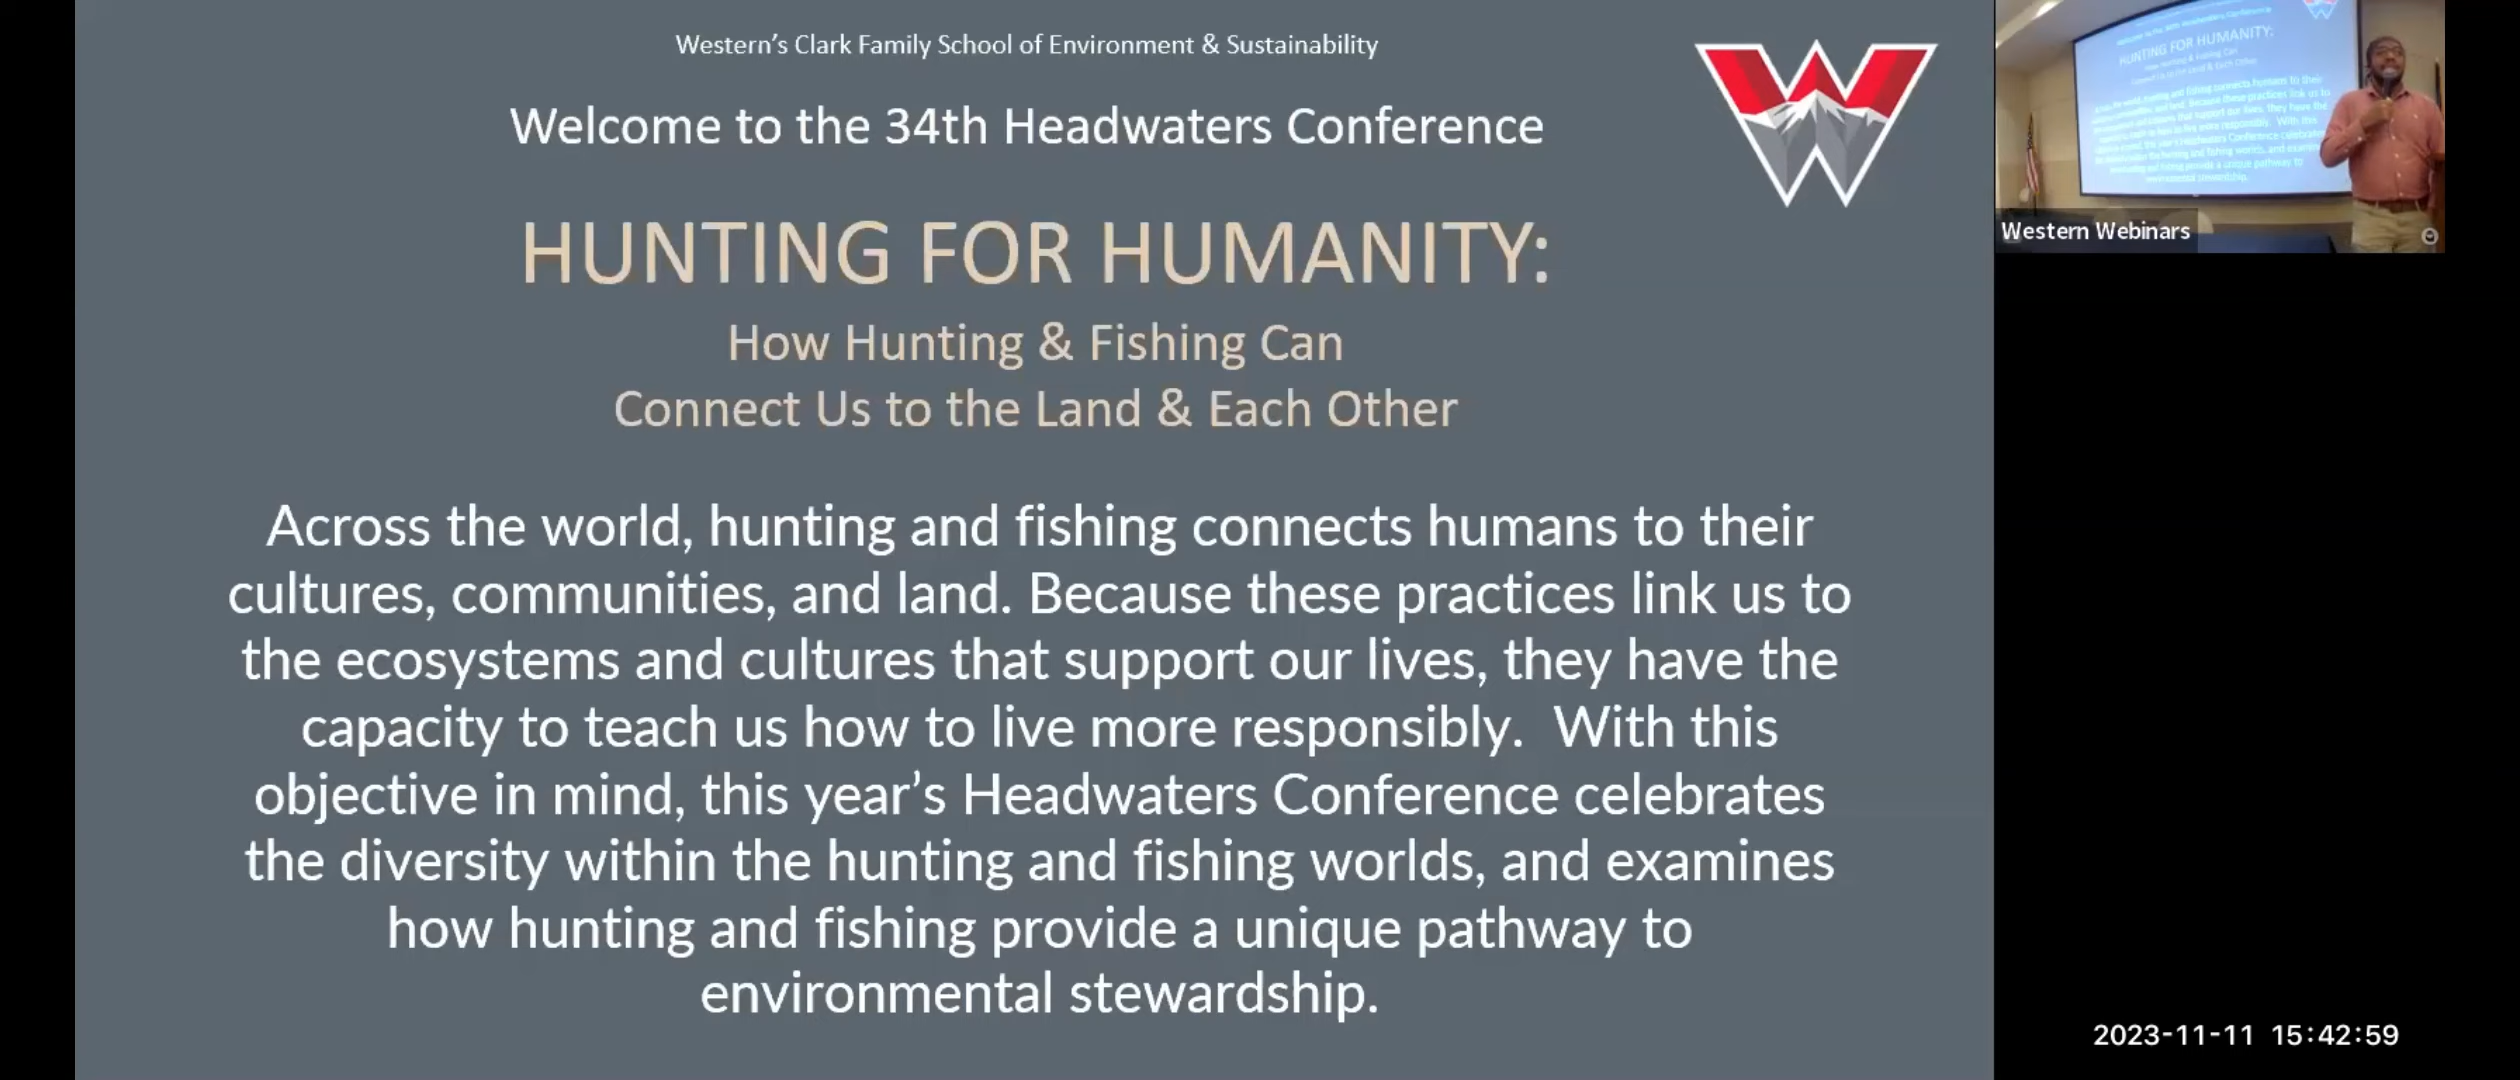 Western’s Clark Family School of Environment & Sustainability
Welcome to the 34th Headwaters Conference
HUNTING FOR HUMANITY:
How Hunting & Fishing Can
Connect Us to the Land & Each Other
Across the world, hunting and fishing connects humans to their
cultures, communities, and land. Because these practices link us to
the ecosystems and cultures that support our lives, they have the
capacity to teach us how to live more responsibly.  With this
objective in mind, this year’s Headwaters Conference celebrates
the diversity within the hunting and fishing worlds, and examines
how hunting and fishing provide a unique pathway to
environmental stewardship.
HUNTING FOR HUMANITY:
Western Webinars
2023-11-11 15:42:59